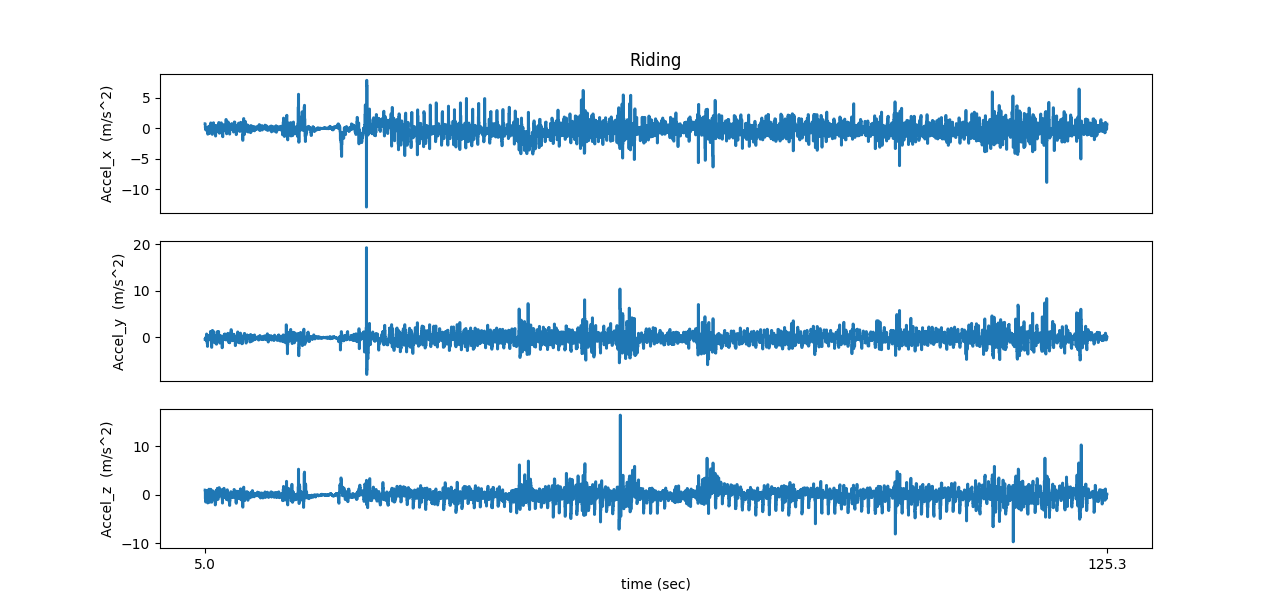 Riding
Accel_x (m/s^2)
5
0
−5
−10
Accel_y (m/s^2)
20
10
0
Accel_z (m/s^2)
10
0
−10
5.0
125.3
time (sec)